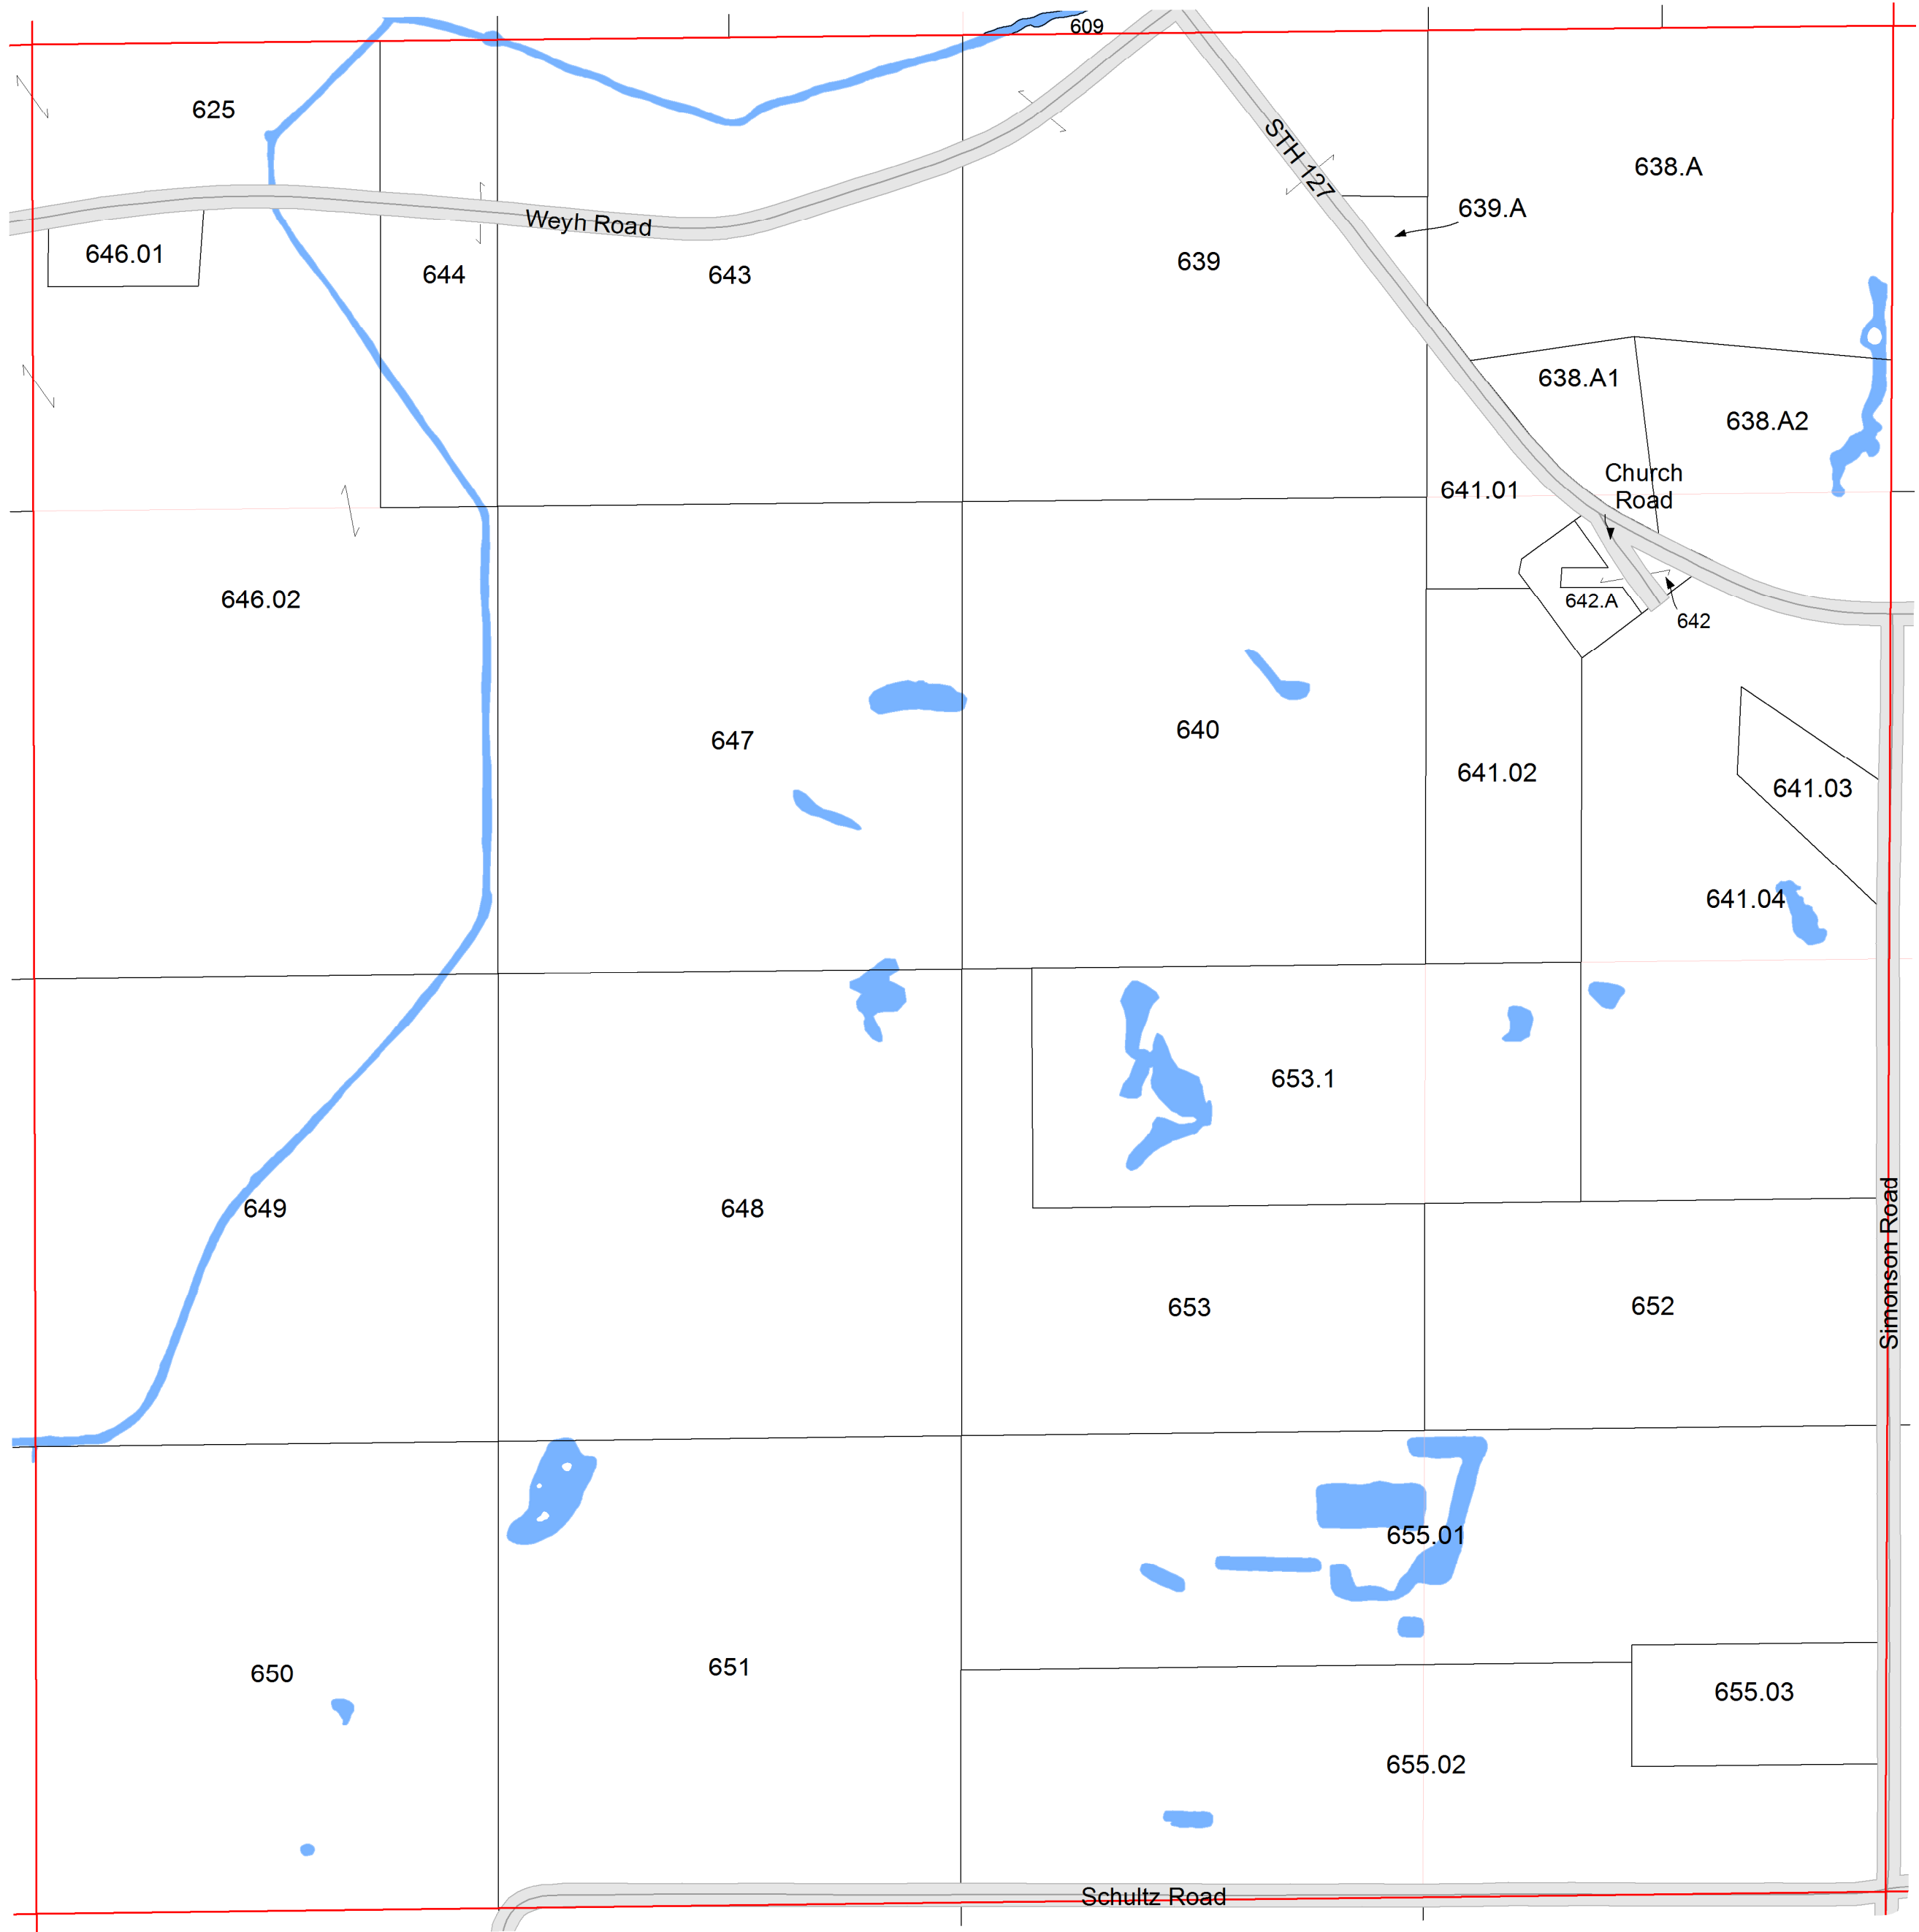 609
625
STH 127
638.A
639.A
Weyh Road
646.01
644
643
639
638.A1
638.A2
Church
Road
641.01
646.02
642.A
642
647
640
641.02
641.03
641.04
653.1
649
648
Simonson Road
653
652
655.01
650
651
655.03
655.02
Schultz Road